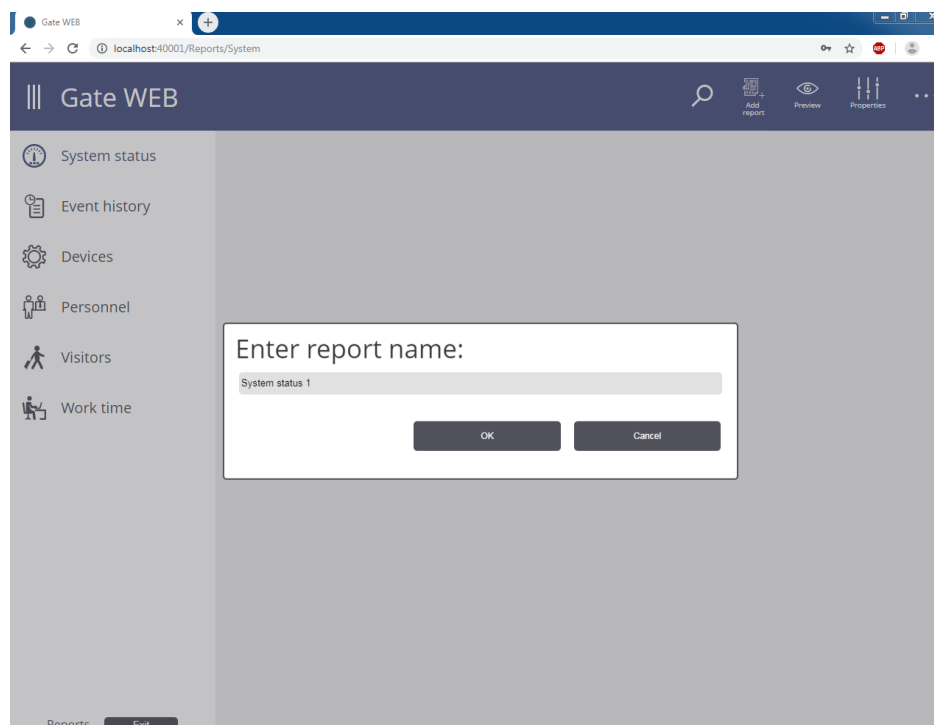 Gate WEB
localhost:40001/Reports/System
ABP
Gate WEB
Add
report
Preview
Properties
System status
Event history
Devices
Personnel
Visitors
Work time
Enter report name:
System status 1
OK
Cancel
Reports
Exit